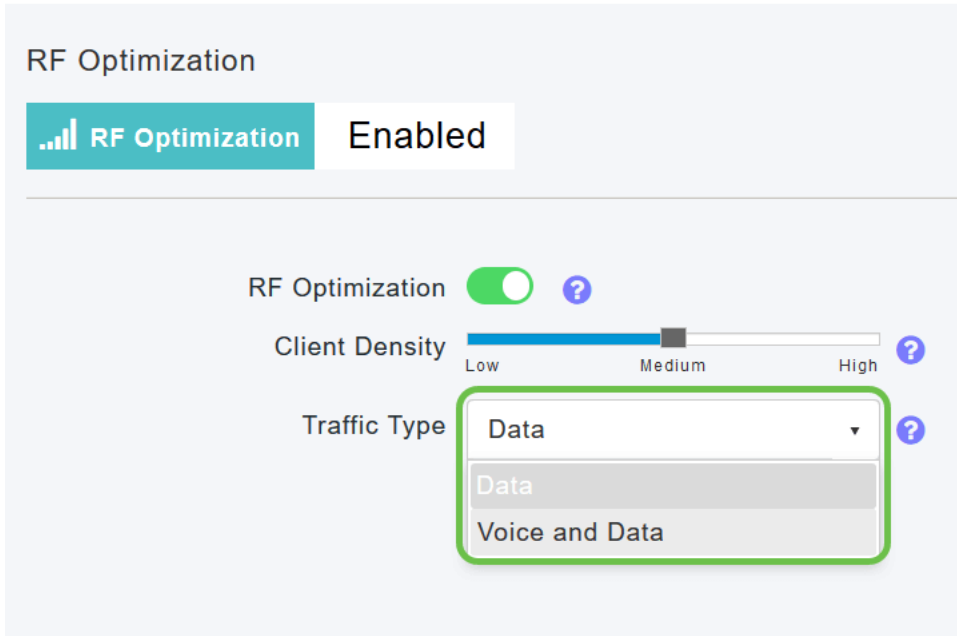 RF Optimization
RF Optimization Enabled
RF Optimization ?
Client Density ?
Low Medium High
Traffic Type Data ?
Data
Voice and Data